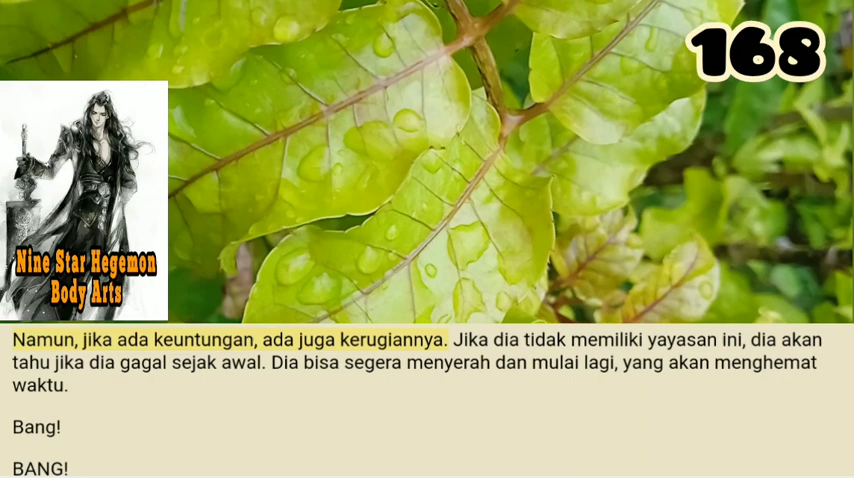 168
Nine Star Hegemon
Body Arts
Namun, jika ada keuntungan, ada juga kerugiannya. Jika dia tidak memiliki yayasan ini, dia akan
tahu jika dia gagal sejak awal. Dia bisa segera menyerah dan mulai lagi, yang akan menghemat
waktu.
Bang!
BANG!